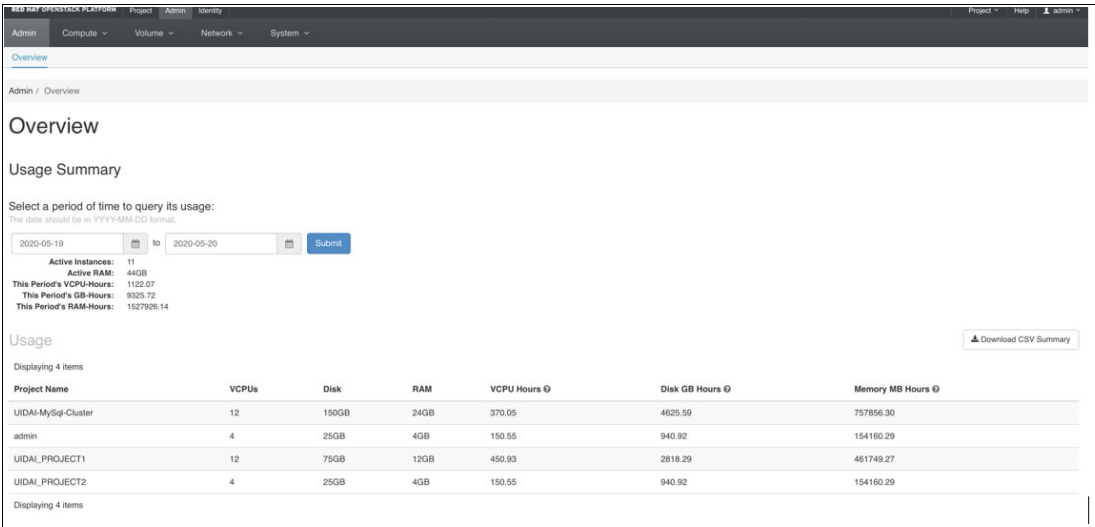 RED HAT OPENSTACK PLATFORM Project Admin Identity Project Help admin
Admin Compute Volume Network System
Overview
Admin / Overview
Overview
Usage Summary
Select a period of time to query its usage:
The date should be in YYYY-MM-DD format.
2020-05-19 to 2020-05-20 Submit
Active Instances: 11
Active RAM: 44GB
This Period's VCPU-Hours: 1122.07
This Period's GB-Hours: 9325.72
This Period's RAM-Hours: 1527926.14
Usage Download CSV Summary
Displaying 4 items
Project Name VCPUs Disk RAM VCPU Hours Disk GB Hours Memory MB Hours
UIDAI-MySql-Cluster 12 150GB 24GB 370.05 4625.59 757856.30
admin 4 25GB 4GB 150.55 940.92 154160.29
UIDAI_PROJECT1 12 75GB 12GB 450.93 2818.29 461749.27
UIDAI_PROJECT2 4 25GB 4GB 150.55 940.92 154160.29
Displaying 4 items